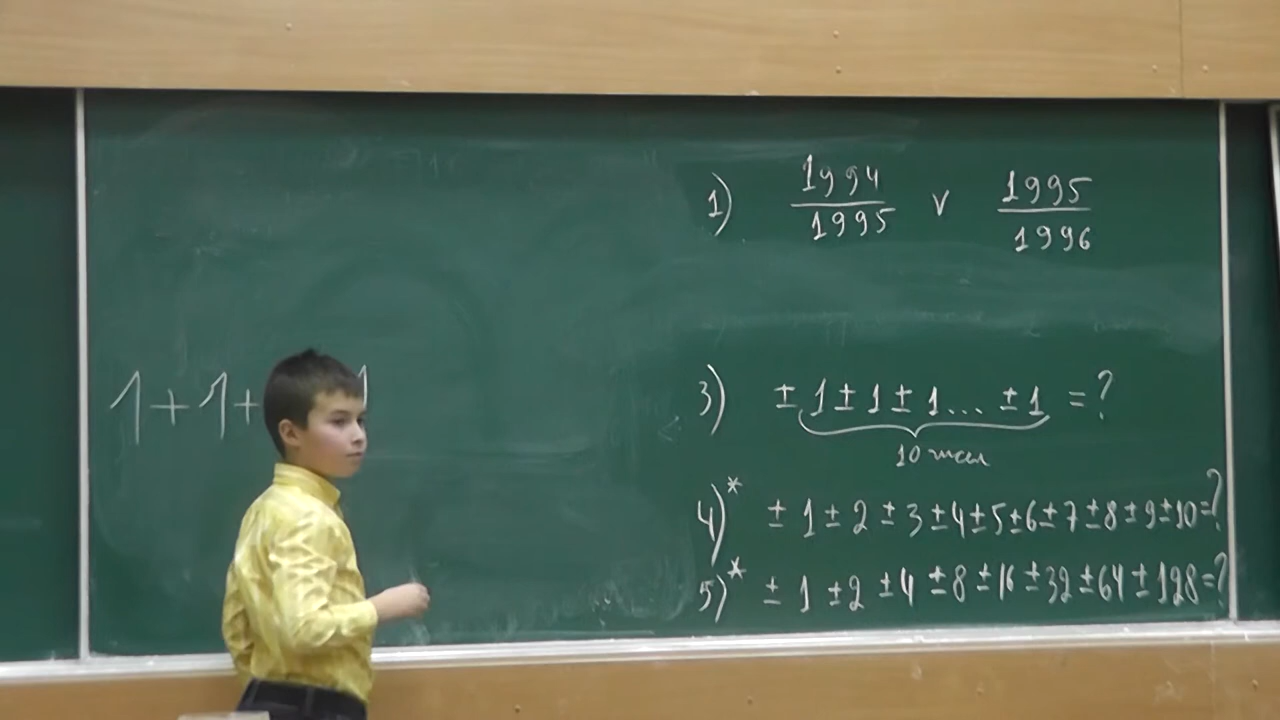 1) 1994/1995 v 1995/1996
1+1+ 1
3) ±1±1±1... ±1 =?
10 чисел
4)* ±1±2±3±4±5±6±7±8±9±10=?
5)* ±1±2±4±8±16±32±64±128=?